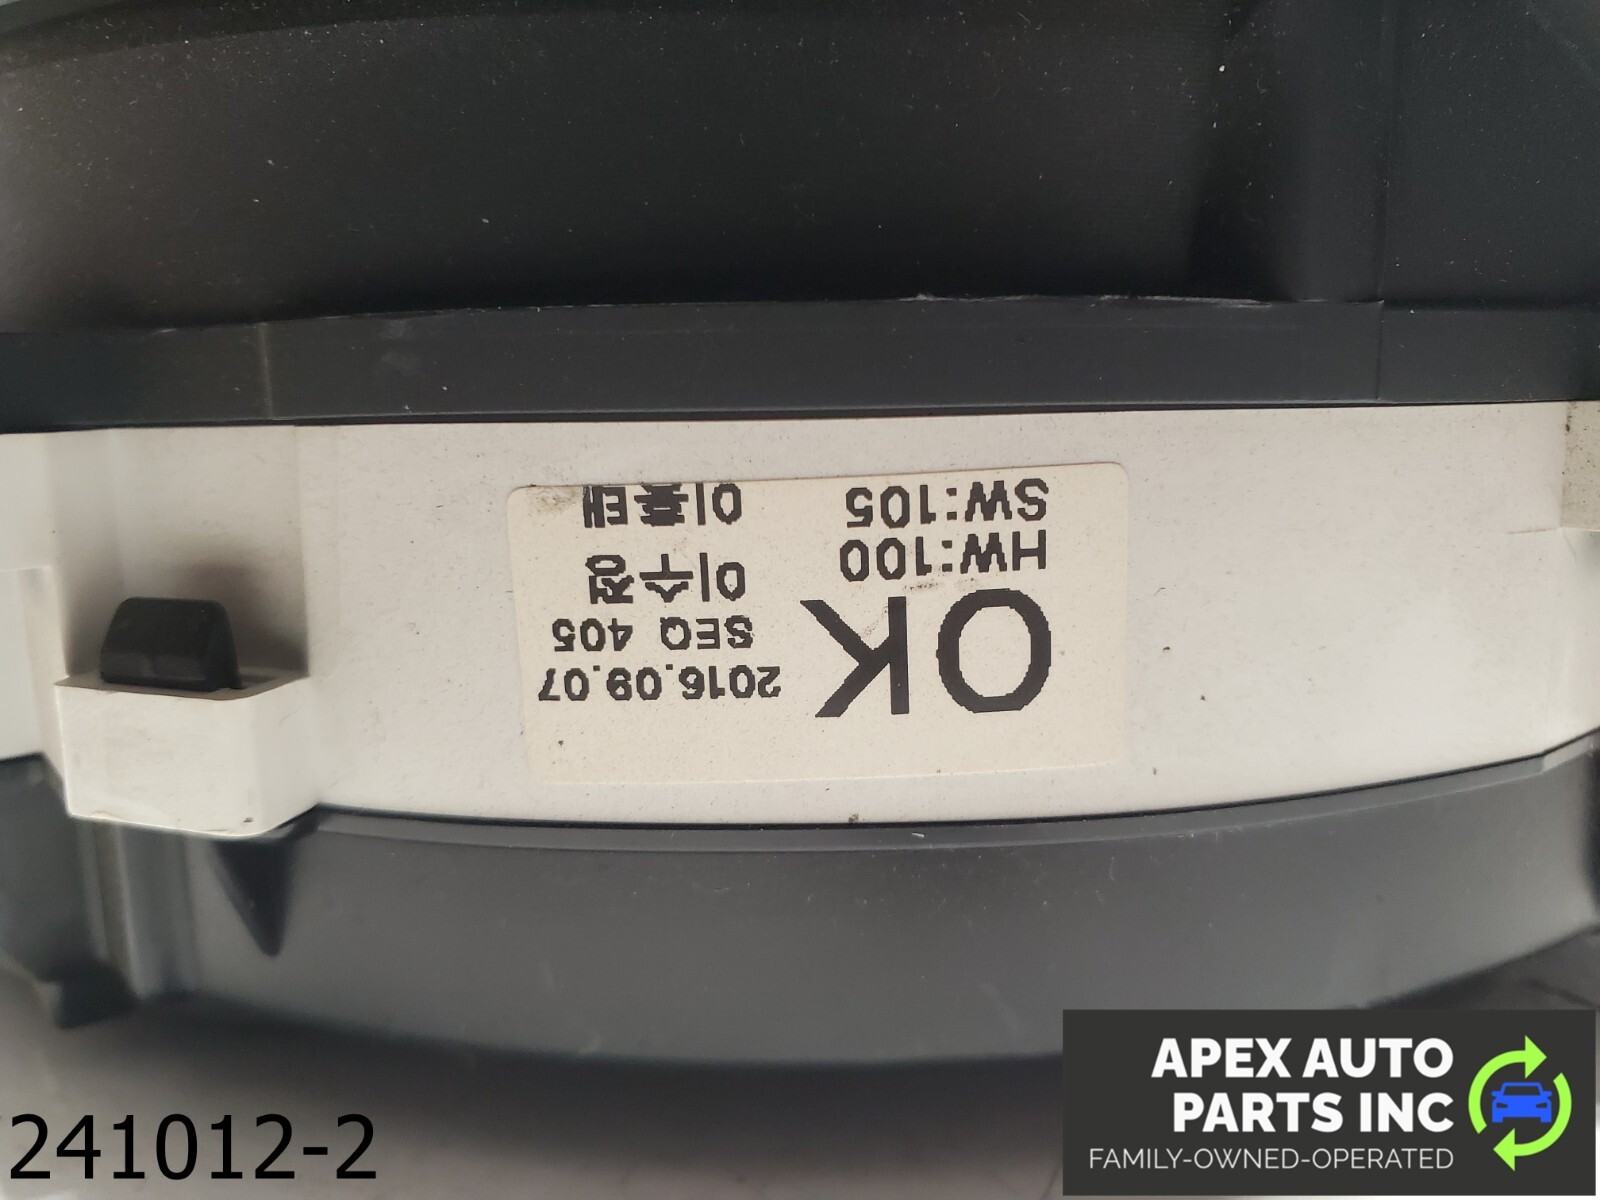 OK
2016.09.07
SEQ 405
HW:100
이수정
SW:105
241012-2
APEX AUTO
PARTS INC
FAMILY-OWNED-OPERATED